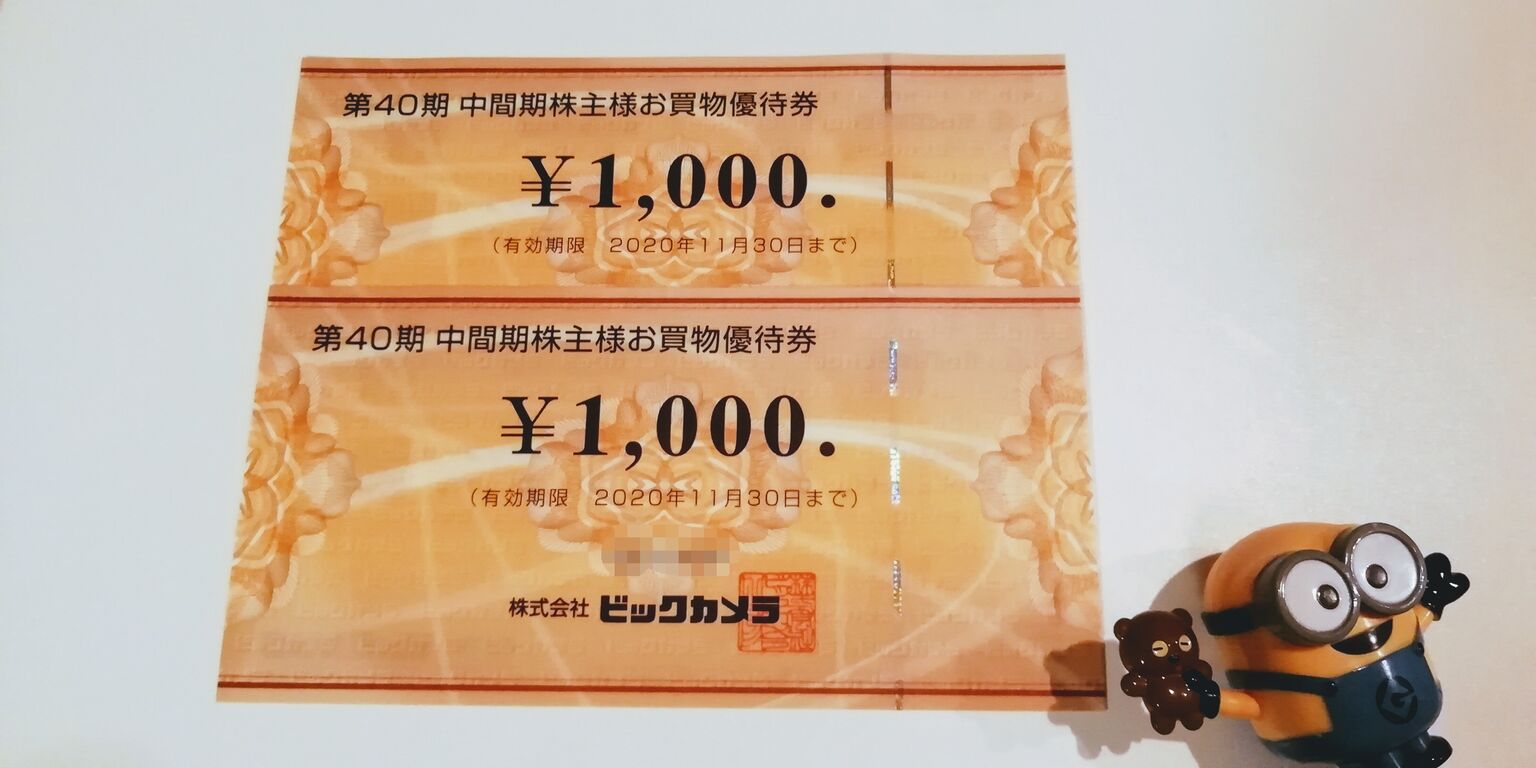 第40期 中間期株主様お買物優待券
¥1,000.
（有効期限　2020年11月30日まで）
第40期 中間期株主様お買物優待券
¥1,000.
（有効期限　2020年11月30日まで）
株式会社 ビックカメラ